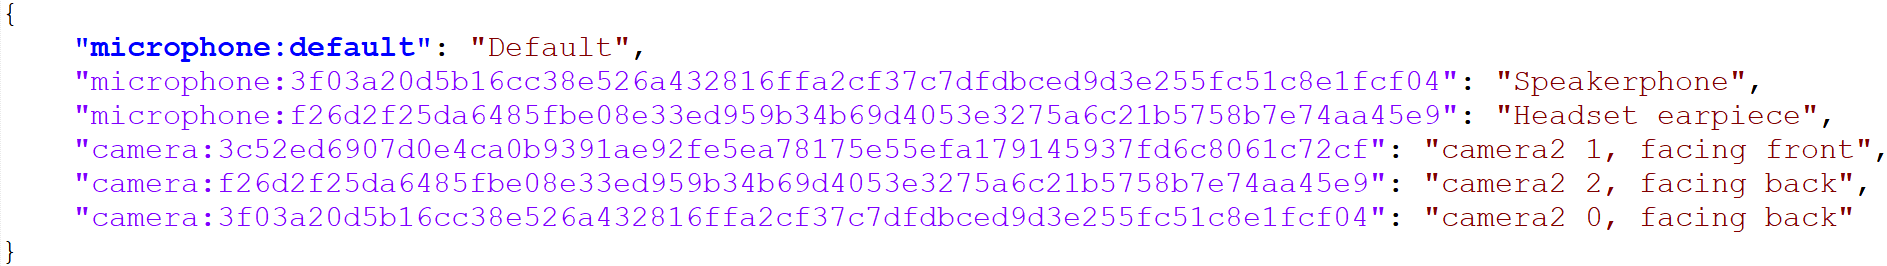 {
    "microphone:default": "Default",
    "microphone:3f03a20d5b16cc38e526a432816ffa2cf37c7dfdbced9d3e255fc51c8e1fcf04": "Speakerphone",
    "microphone:f26d2f25da6485fbe08e33ed959b34b69d4053e3275a6c21b5758b7e74aa45e9": "Headset earpiece",
    "camera:3c52ed6907d0e4ca0b9391ae92fe5ea78175e55efa179145937fd6c8061c72cf": "camera2 1, facing front",
    "camera:f26d2f25da6485fbe08e33ed959b34b69d4053e3275a6c21b5758b7e74aa45e9": "camera2 2, facing back",
    "camera:3f03a20d5b16cc38e526a432816ffa2cf37c7dfdbced9d3e255fc51c8e1fcf04": "camera2 0, facing back"
}